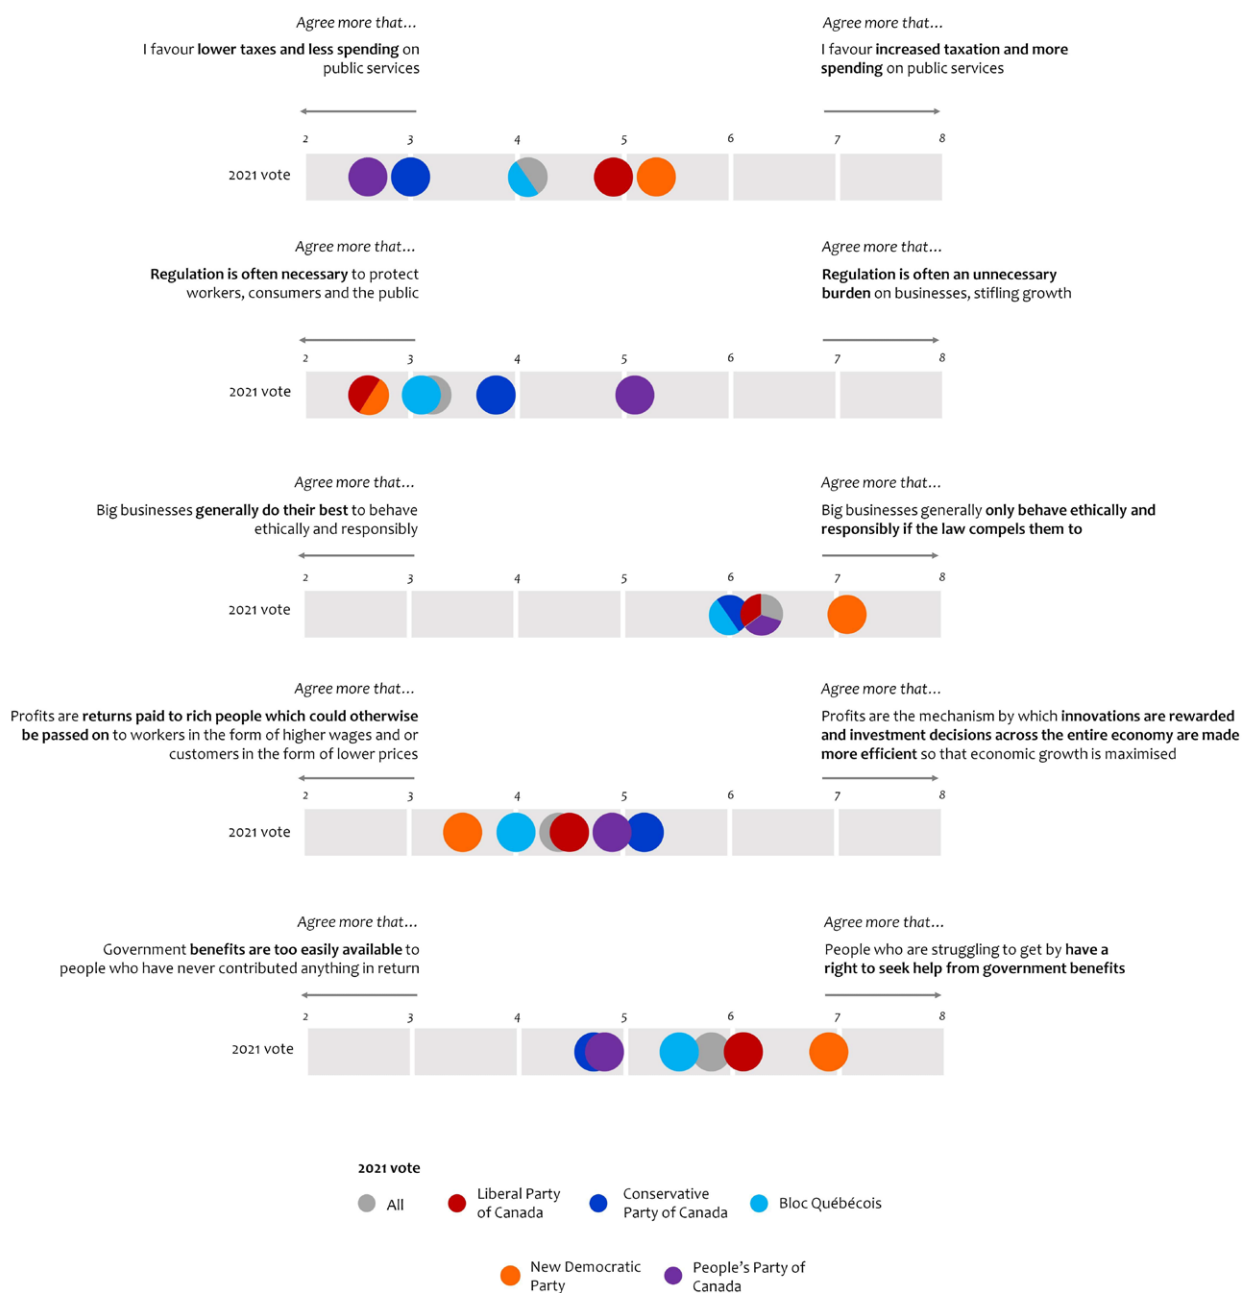 Agree more that...
I favour lower taxes and less spending on
public services
Agree more that...
I favour increased taxation and more
spending on public services
2 3 4 5 6 7 8
2021 vote
Agree more that...
Regulation is often necessary to protect
workers, consumers and the public
Agree more that...
Regulation is often an unnecessary
burden on businesses, stifling growth
2 3 4 5 6 7 8
2021 vote
Agree more that...
Big businesses generally do their best to behave
ethically and responsibly
Agree more that...
Big businesses generally only behave ethically and
responsibly if the law compels them to
2 3 4 5 6 7 8
2021 vote
Agree more that...
Profits are returns paid to rich people which could otherwise
be passed on to workers in the form of higher wages and or
customers in the form of lower prices
Agree more that...
Profits are the mechanism by which innovations are rewarded
and investment decisions across the entire economy are made
more efficient so that economic growth is maximised
2 3 4 5 6 7 8
2021 vote
Agree more that...
Government benefits are too easily available to
people who have never contributed anything in return
Agree more that...
People who are struggling to get by have a
right to seek help from government benefits
2 3 4 5 6 7 8
2021 vote
2021 vote
All
Liberal Party
of Canada
Conservative
Party of Canada
Bloc Québécois
New Democratic
Party
People's Party of
Canada